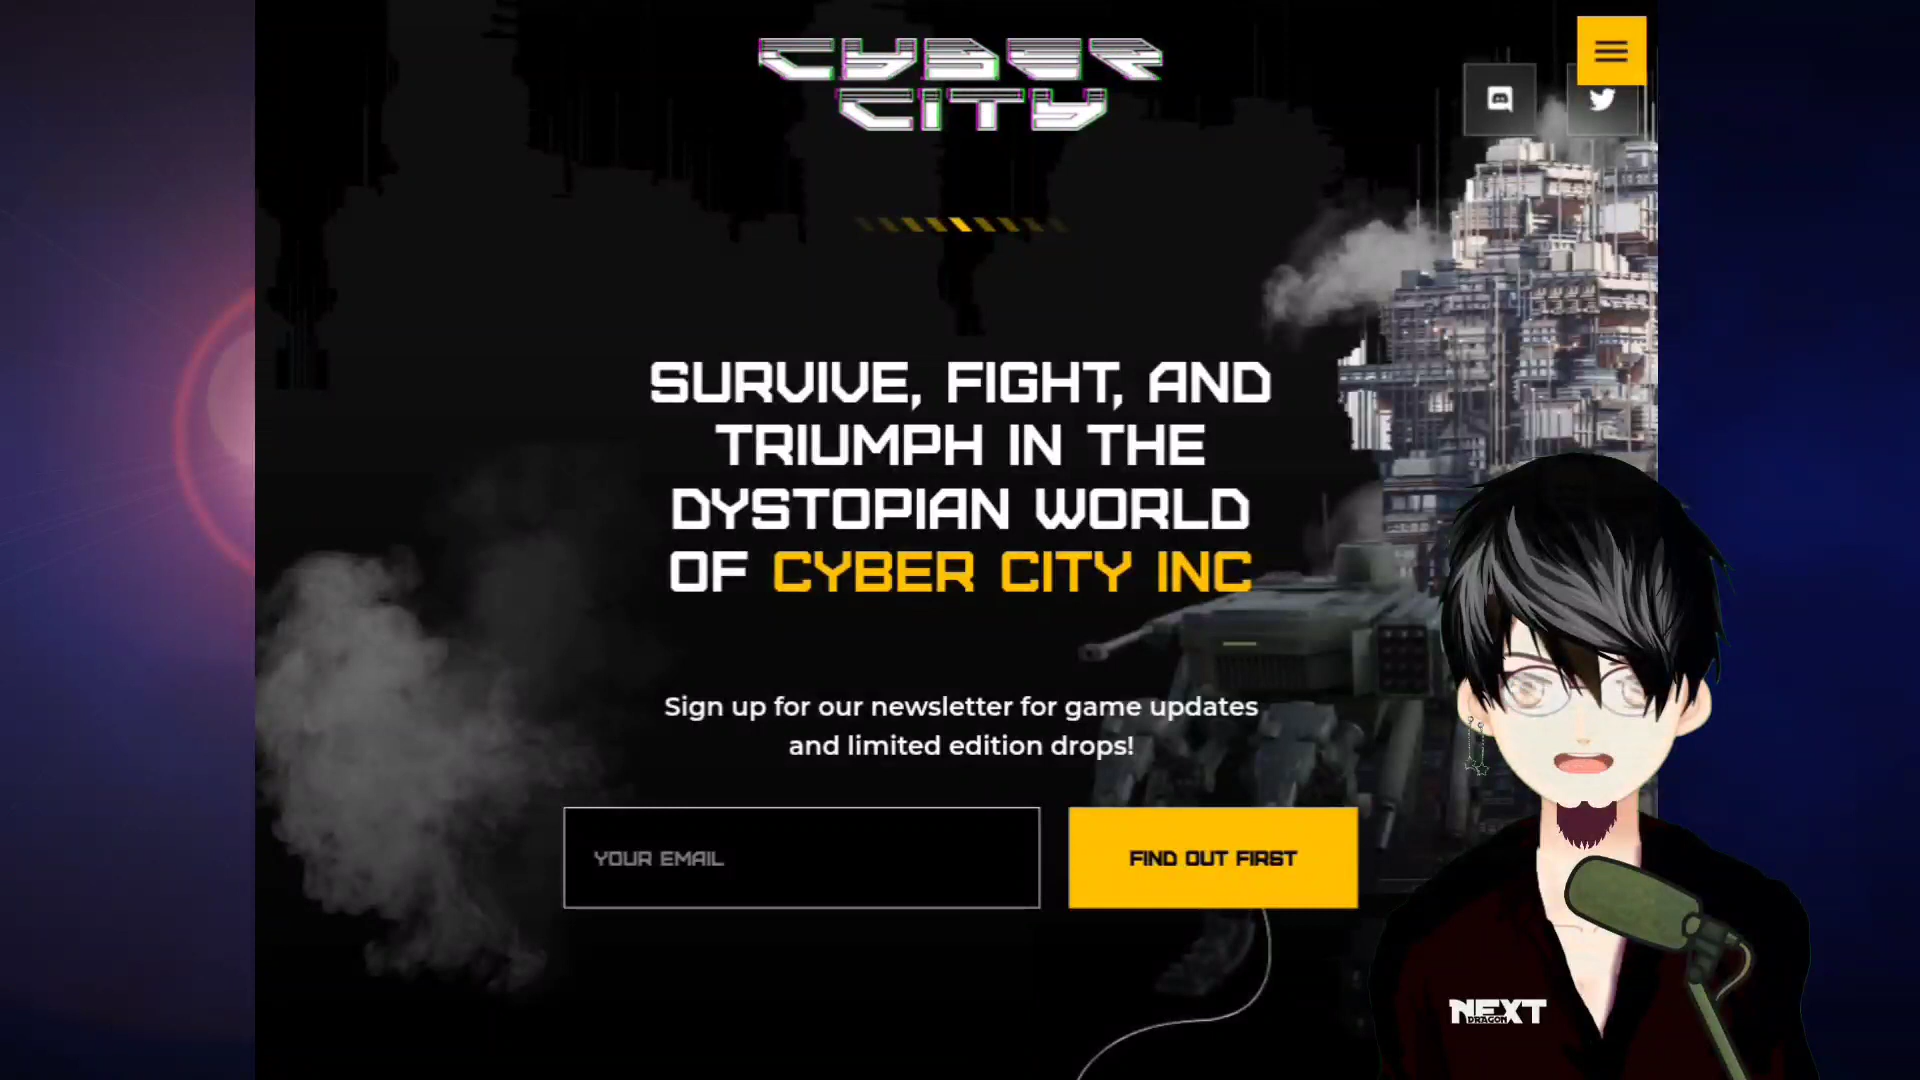 CYBER
CITY
SURVIVE, FIGHT, AND
TRIUMPH IN THE
DYSTOPIAN WORLD
OF CYBER CITY INC
Sign up for our newsletter for game updates
and limited edition drops!
YOUR EMAIL
FIND OUT FIRST
NEXT
DRAGON